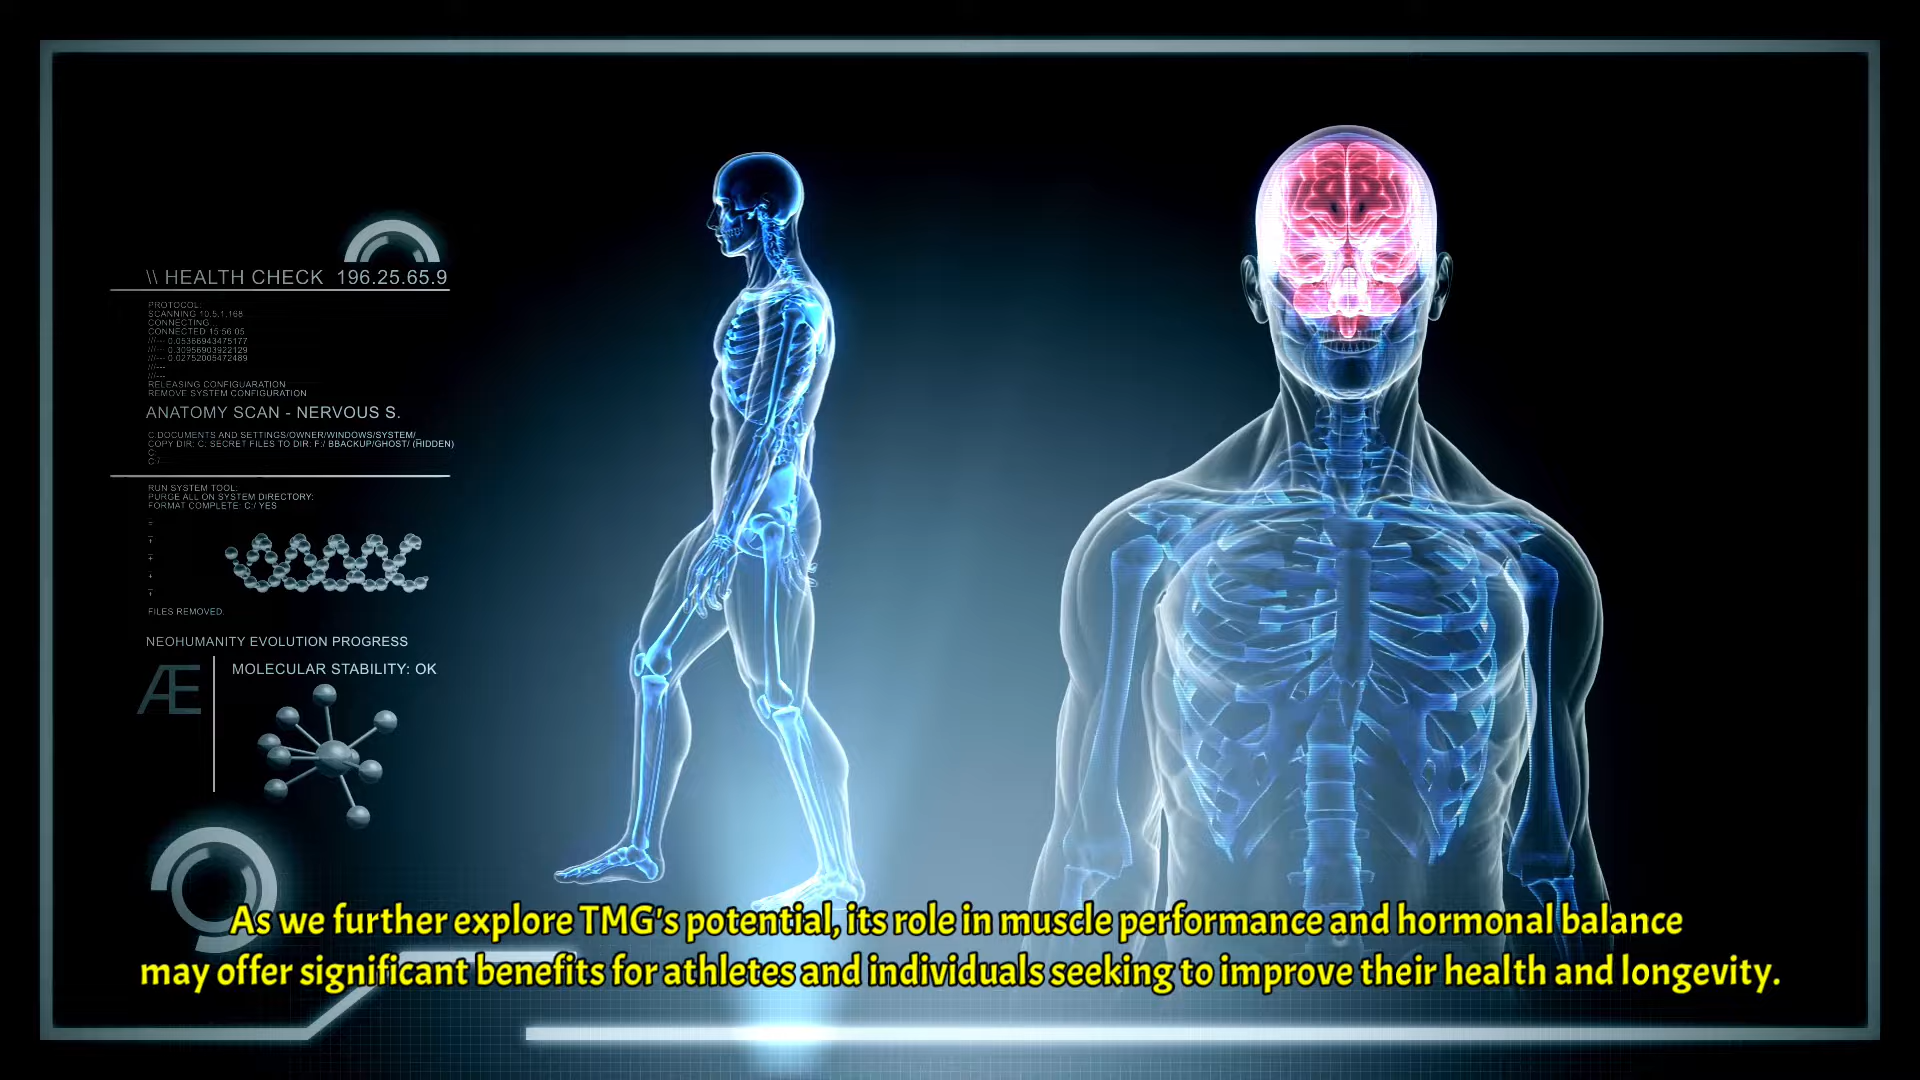 \\ HEALTH CHECK 196.25.65.9
PROTOCOL:
SCANNING 10.5.1.168
CONNECTING
CONNECTED 15 56 05
///--- 0.05366943475177
///--- 0.30956903922129
///--- 0.02752005472489
///---
///---
RELEASING CONFIGUARATION
REMOVE SYSTEM CONFIGURATION
ANATOMY SCAN - NERVOUS S.
C:DOCUMENTS AND SETTINGS/OWNER/WINDOWS/SYSTEM/_
COPY DIR: C: SECRET FILES TO DIR: F:/ BBACKUP/GHOST/ (HIDDEN)
C:
C:/
RUN SYSTEM TOOL:
PURGE ALL ON SYSTEM DIRECTORY:
FORMAT COMPLETE: C:/ YES
FILES REMOVED.
NEOHUMANITY EVOLUTION PROGRESS
Æ
MOLECULAR STABILITY: OK
As we further explore TMG's potential, its role in muscle performance and hormonal balance
may offer significant benefits for athletes and individuals seeking to improve their health and longevity.